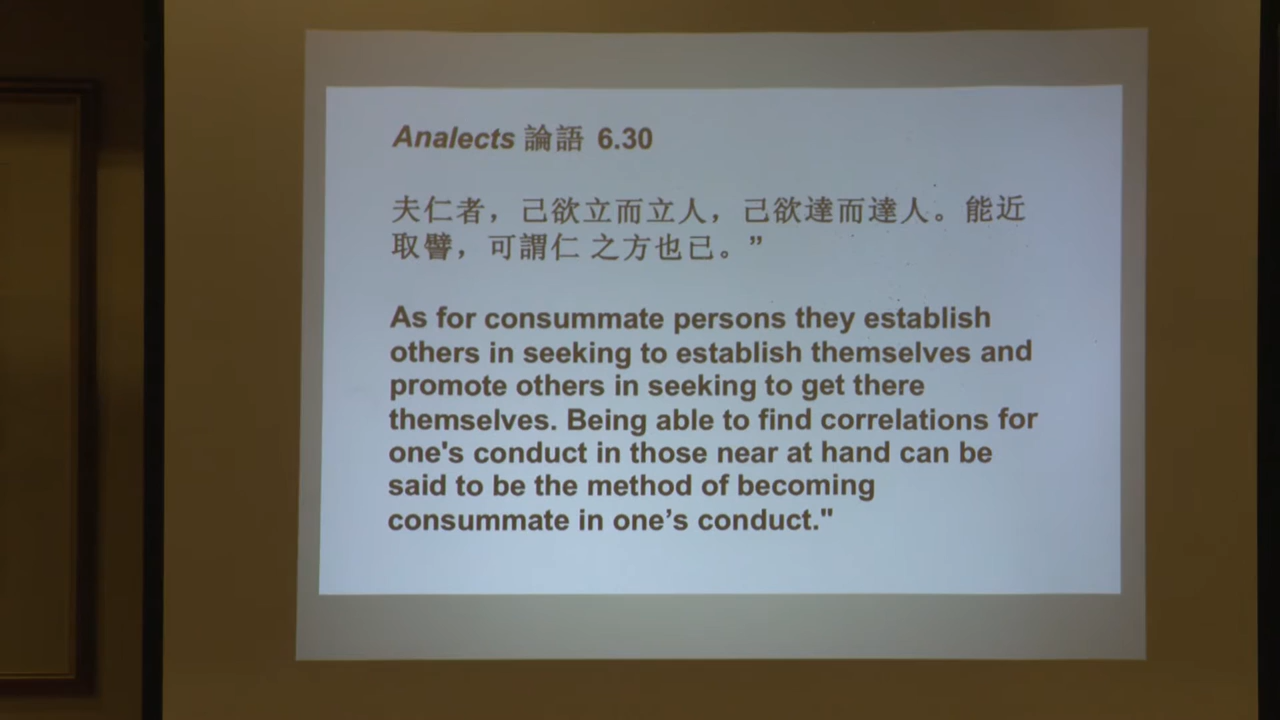 Analects 論語 6.30
夫仁者，己欲立而立人，己欲達而達人。能近
取譬，可謂仁 之方也已。”
As for consummate persons they establish
others in seeking to establish themselves and
promote others in seeking to get there
themselves. Being able to find correlations for
one's conduct in those near at hand can be
said to be the method of becoming
consummate in one’s conduct."